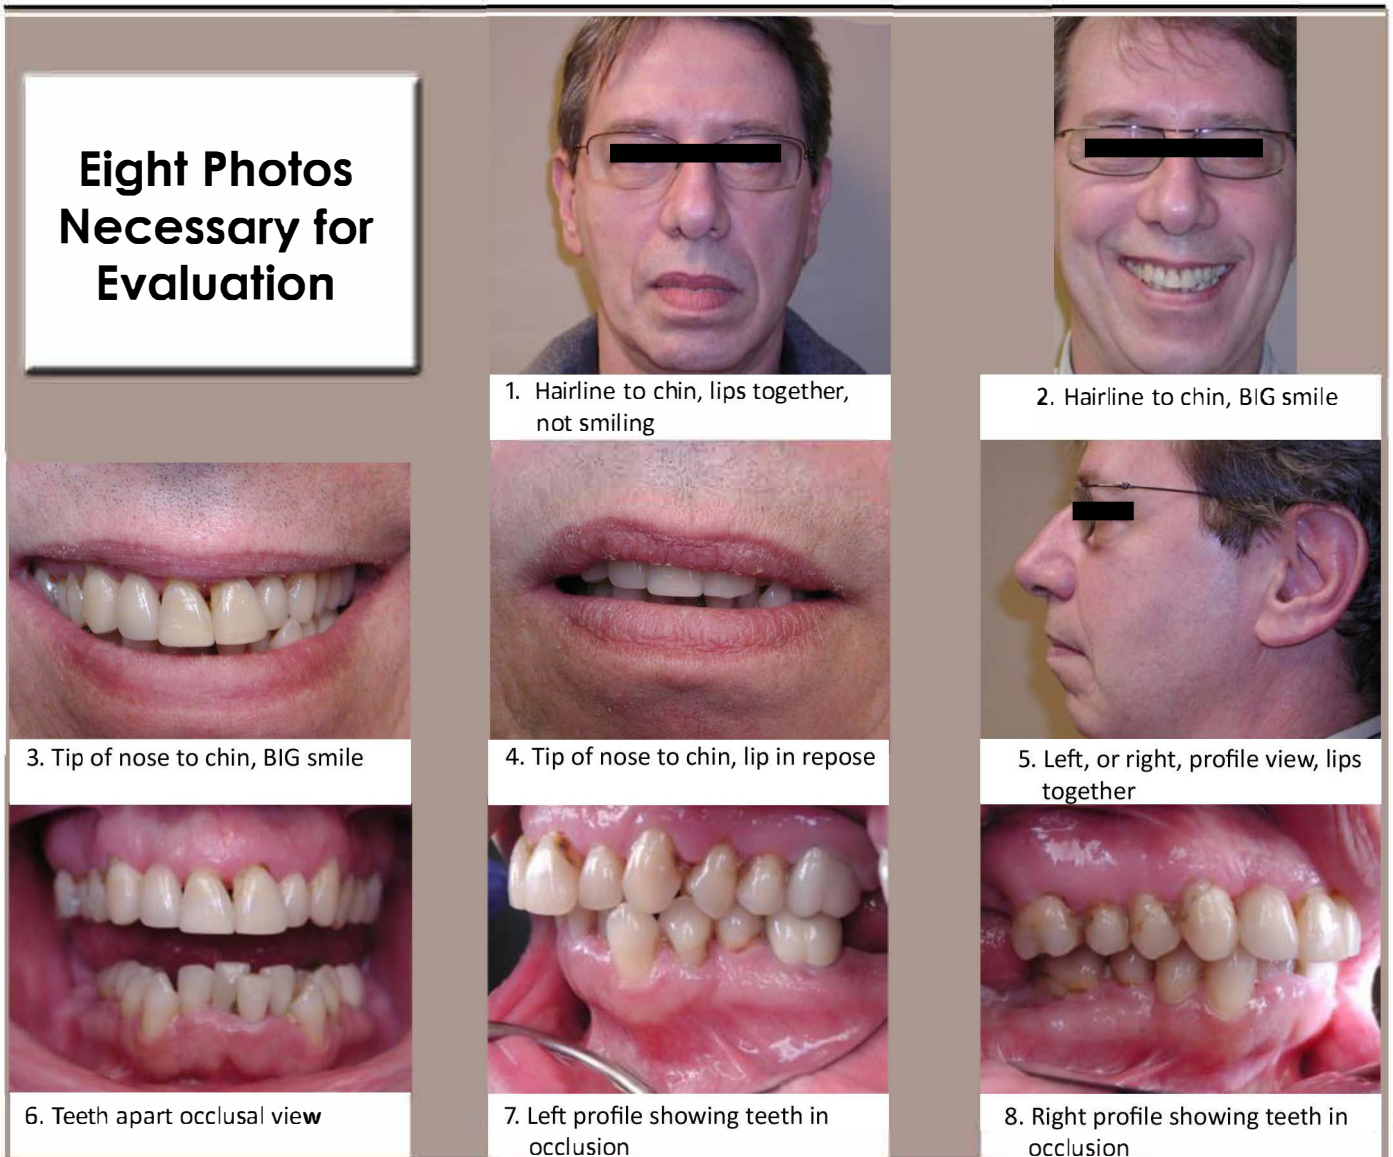 Eight Photos
Necessary for
Evaluation
1. Hairline to chin, lips together,
not smiling
2. Hairline to chin, BIG smile
3. Tip of nose to chin, BIG smile
4. Tip of nose to chin, lip in repose
5. Left, or right, profile view, lips
together
6. Teeth apart occlusal view
7. Left profile showing teeth in
occlusion
8. Right profile showing teeth in
occlusion